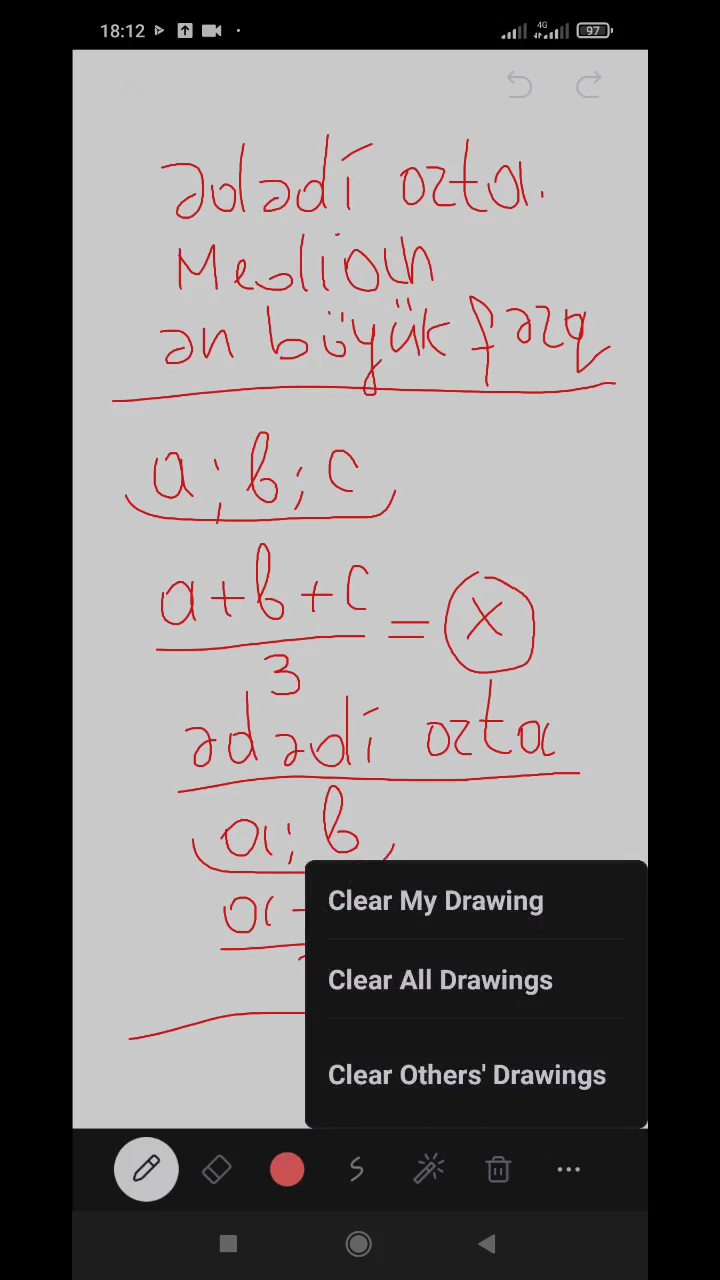 18:12
4G
97
ədədi orta.
Median
ən böyük fərq
a; b; c
a+b+c
3
= x
ədədi orta
a; b
a -
Clear My Drawing
Clear All Drawings
Clear Others' Drawings